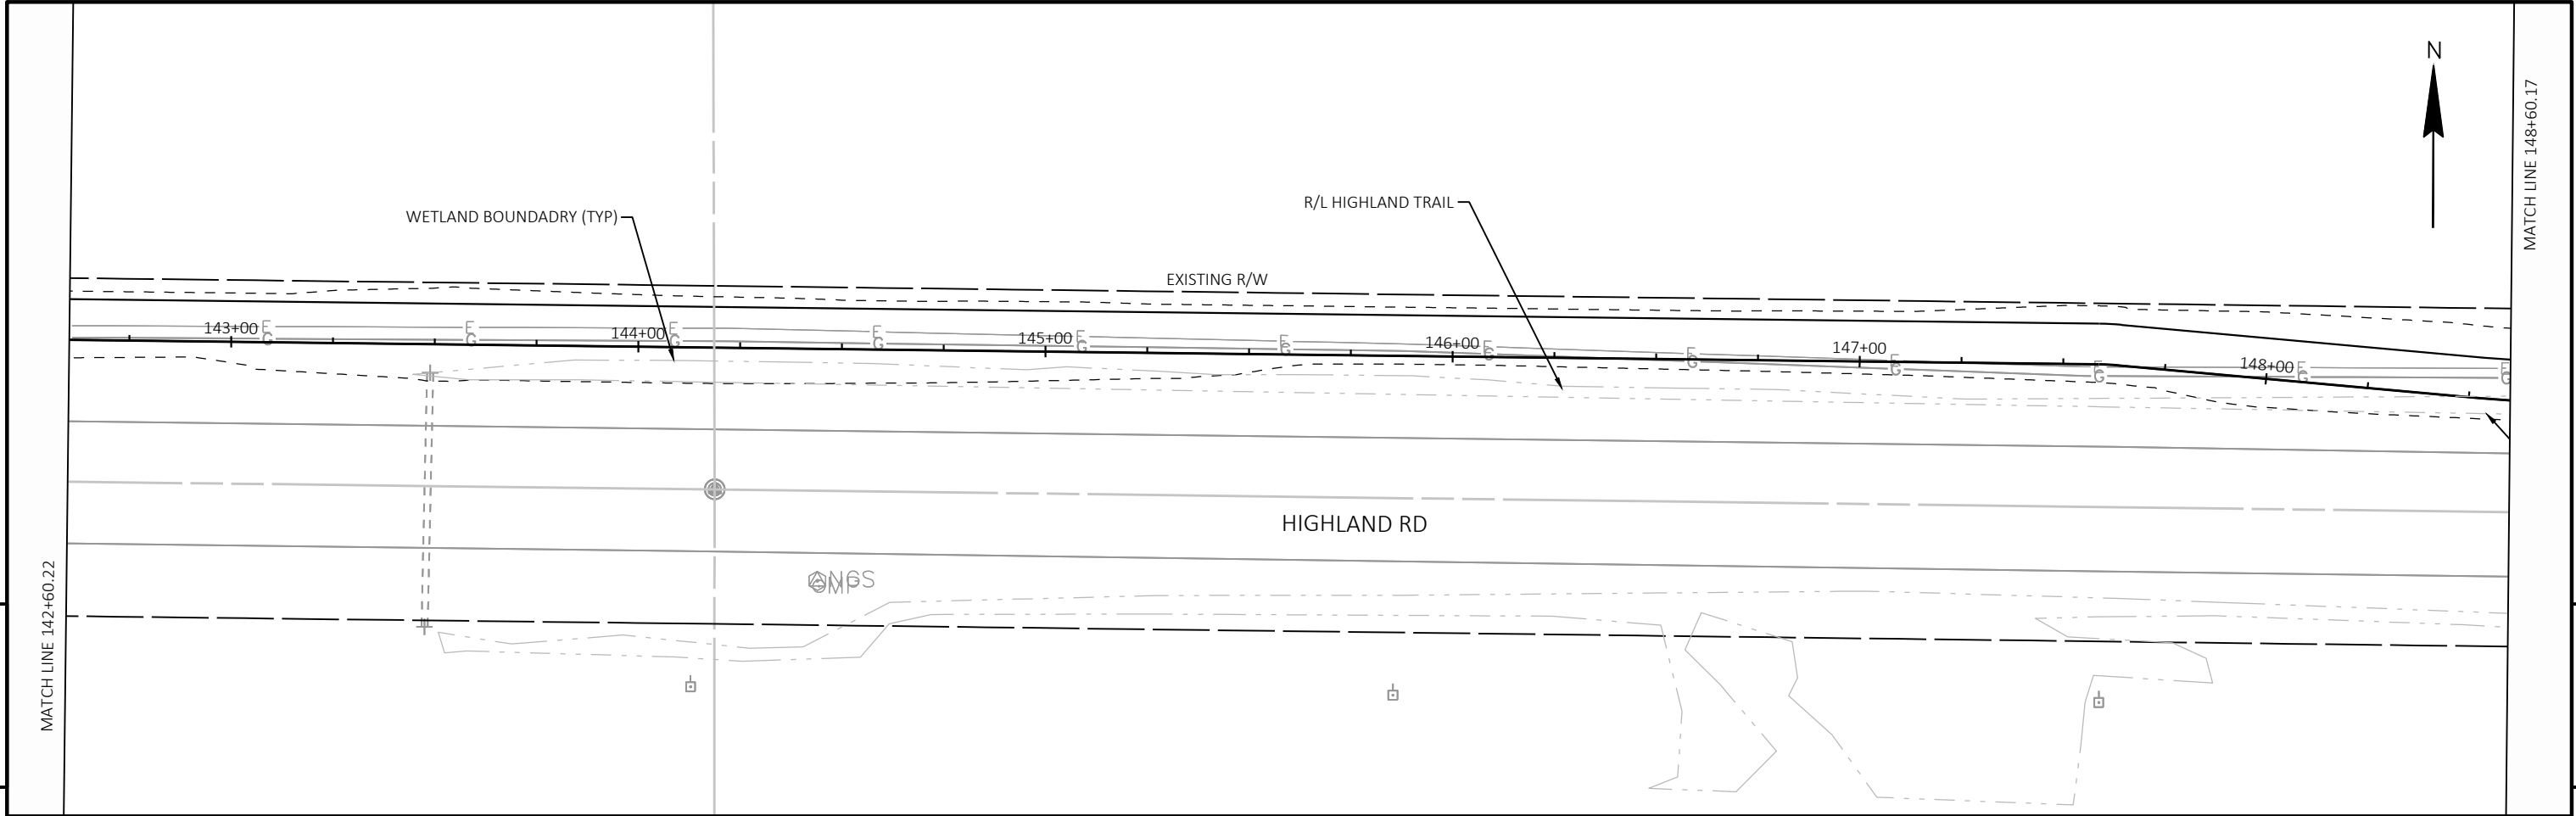 N
MATCH LINE 148+60.17
R/L HIGHLAND TRAIL
WETLAND BOUNDADRY (TYP)
EXISTING R/W
143+00
144+00
145+00
146+00
147+00
148+00
E E E E E E E E E E E E
G G G G G G G G G G G G
HIGHLAND RD
NGS
MATCH LINE 142+60.22